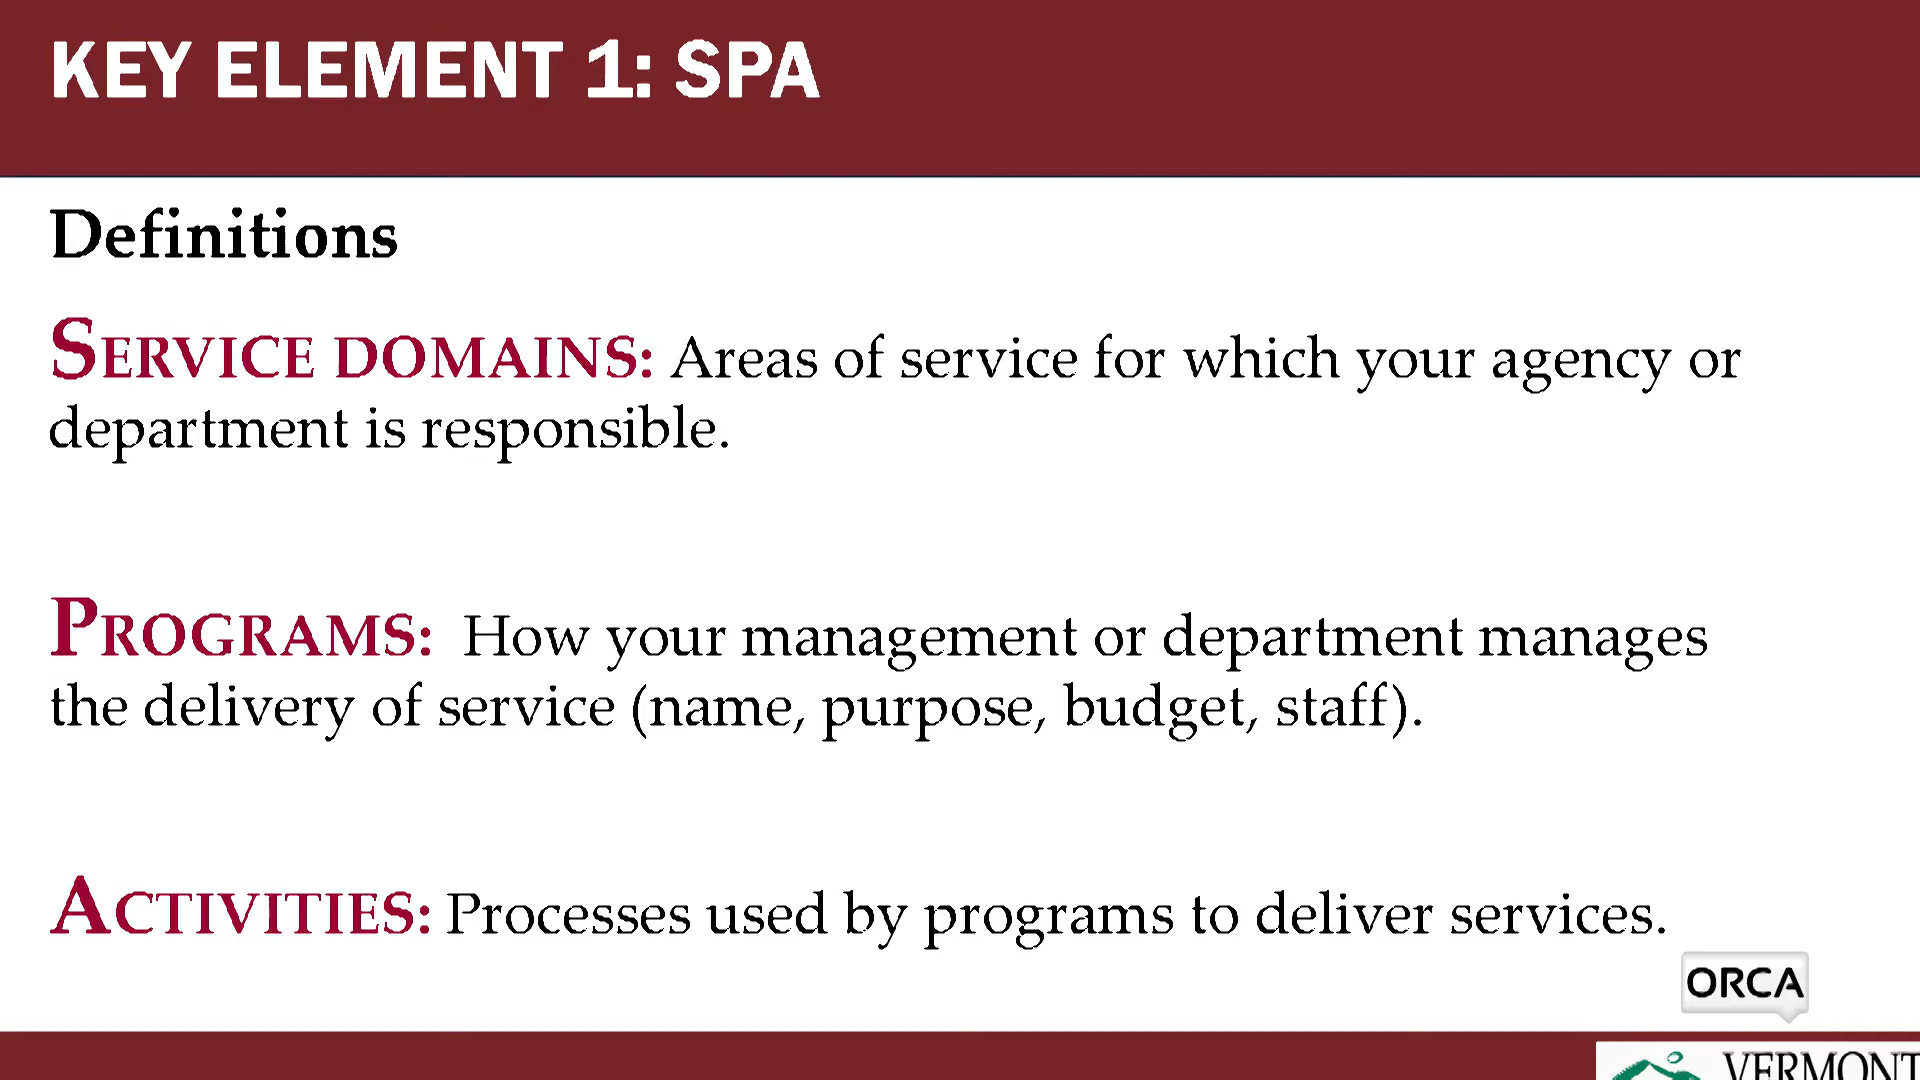 KEY ELEMENT 1: SPA
Definitions
SERVICE DOMAINS: Areas of service for which your agency or
department is responsible.
PROGRAMS: How your management or department manages
the delivery of service (name, purpose, budget, staff).
ACTIVITIES: Processes used by programs to deliver services.
ORCA
VERMONT